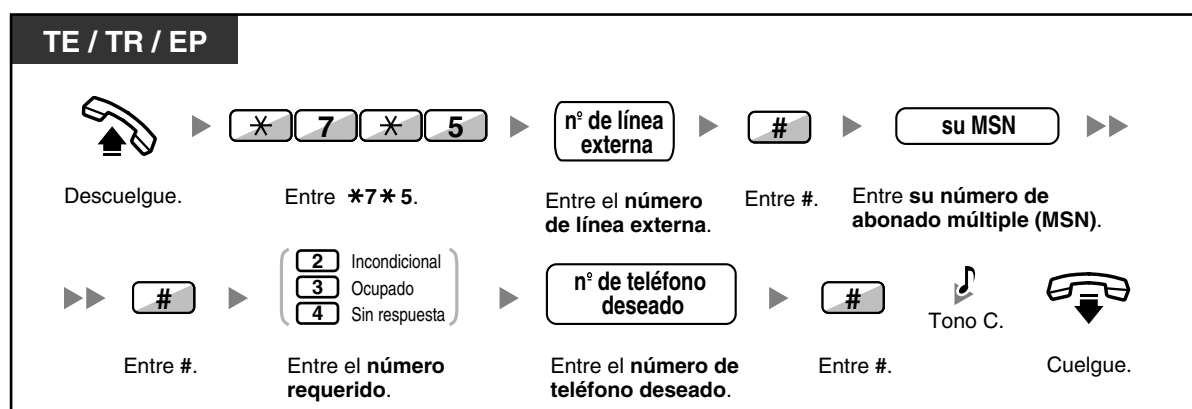 TE / TR / EP
✳ 7 ✳ 5
n° de línea
externa
#
su MSN
Descuelgue.
Entre ✳7✳5.
Entre el número
de línea externa.
Entre #.
Entre su número de
abonado múltiple (MSN).
#
2 Incondicional
3 Ocupado
4 Sin respuesta
n° de teléfono
deseado
#
Tono C.
Entre #.
Entre el número
requerido.
Entre el número de
teléfono deseado.
Entre #.
Cuelgue.